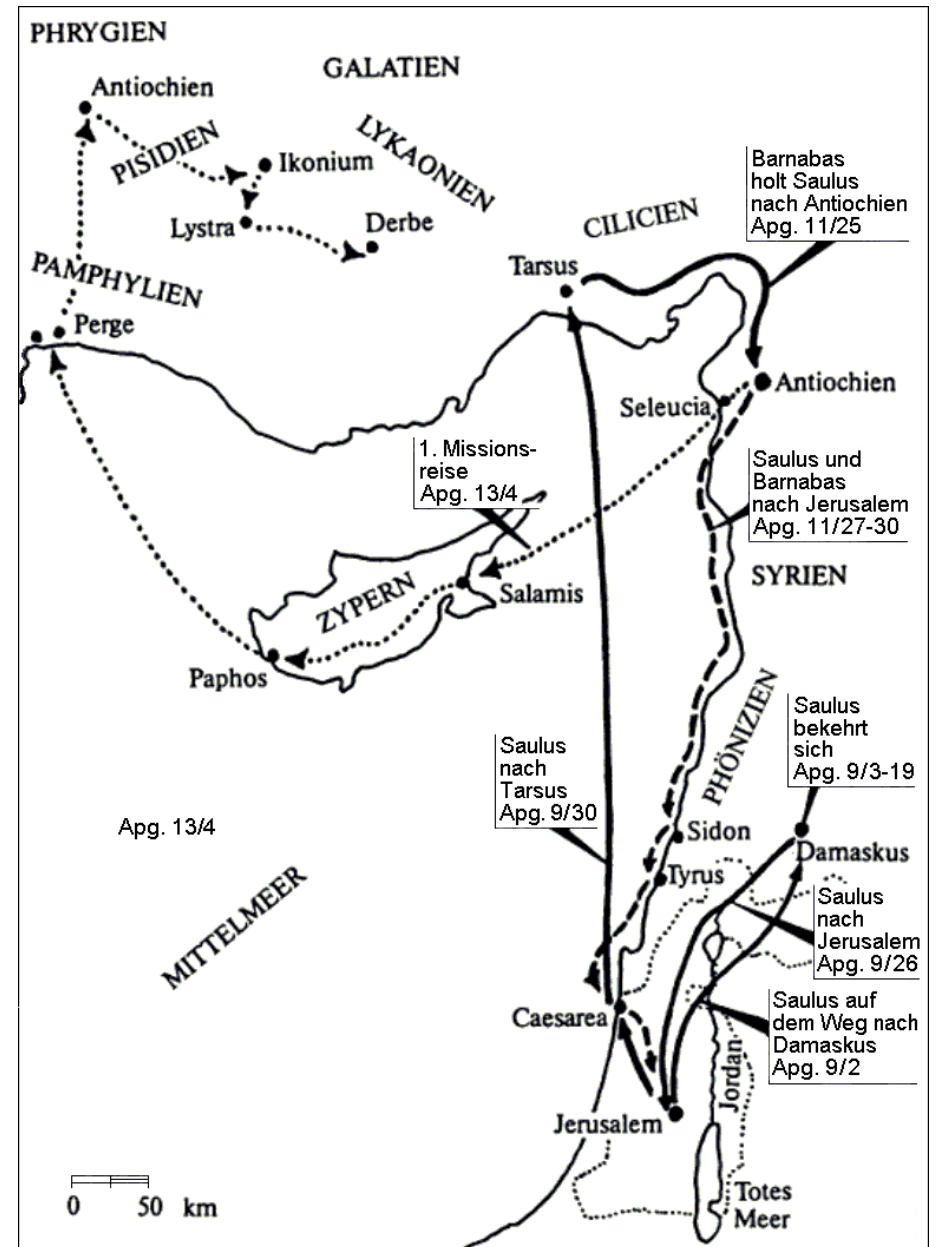 PHRYGIEN
GALATIEN
Antiochien
PISIDIEN
LYKAONIEN
Ikonium
Lystra
Derbe
CILICIEN
Barnabas
holt Saulus
nach Antiochien
Apg. 11/25
PAMPHYLIEN
Tarsus
Perge
Antiochien
Seleucia
1. Missions-
reise
Apg. 13/4
Saulus und
Barnabas
nach Jerusalem
Apg. 11/27-30
SYRIEN
ZYPERN
Salamis
Paphos
PHÖNIZIEN
Saulus
bekehrt
sich
Apg. 9/3-19
Saulus
nach
Tarsus
Apg. 9/30
Apg. 13/4
Sidon
Damaskus
Tyrus
MITTELMEER
Saulus
nach
Jerusalem
Apg. 9/26
Caesarea
Saulus auf
dem Weg nach
Damaskus
Apg. 9/2
Jordan
Jerusalem
Totes
Meer
0 50 km